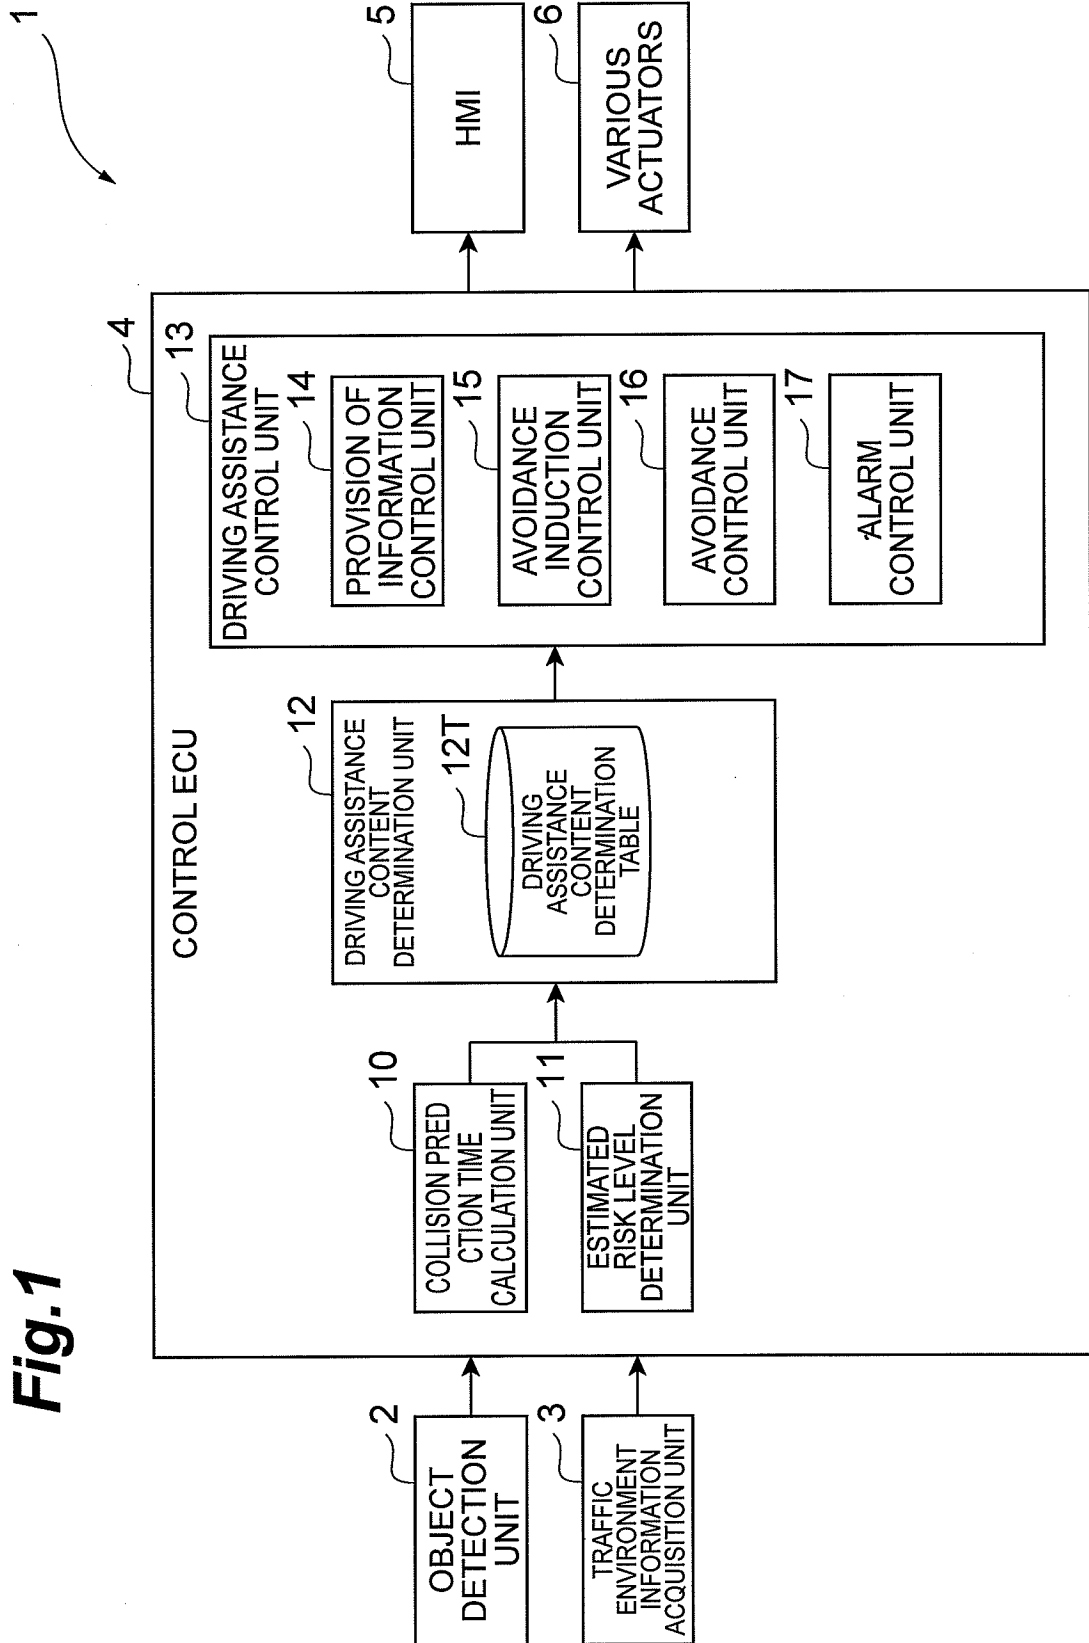 Fig.1
1
2
OBJECT
DETECTION
UNIT
3
TRAFFIC
ENVIRONMENT
INFORMATION
ACQUISITION UNIT
4
CONTROL ECU
10
COLLISION PRED
CTION TIME
CALCULATION UNIT
11
ESTIMATED
RISK LEVEL
DETERMINATION
UNIT
12
DRIVING ASSISTANCE
CONTENT
DETERMINATION UNIT
12T
DRIVING
ASSISTANCE
CONTENT
DETERMINATION
TABLE
13
DRIVING ASSISTANCE
CONTROL UNIT
14
PROVISION OF
INFORMATION
CONTROL UNIT
15
AVOIDANCE
INDUCTION
CONTROL UNIT
16
AVOIDANCE
CONTROL UNIT
17
ALARM
CONTROL UNIT
5
HMI
6
VARIOUS
ACTUATORS